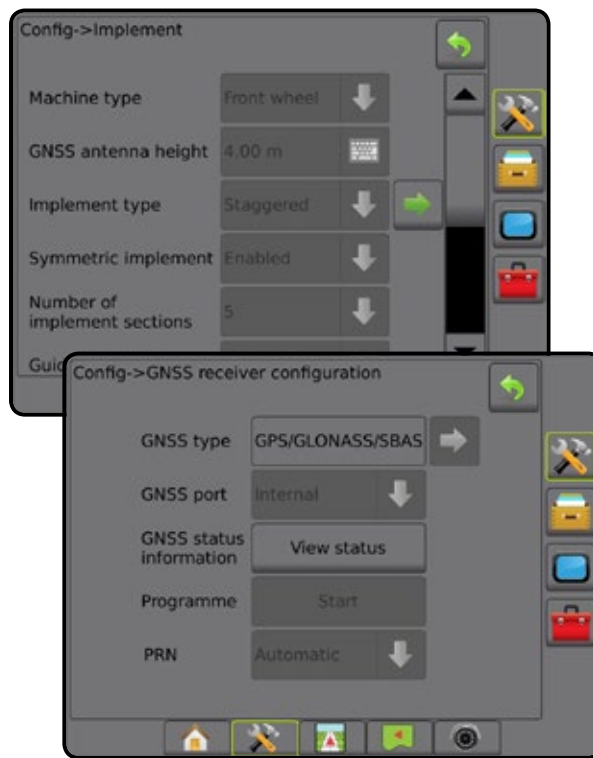 Config->Implement
Machine type Front wheel
GNSS antenna height 4.00 m
Implement type Staggered
Symmetric implement Enabled
Number of
implement sections 5
Guid
Config->GNSS receiver configuration
GNSS type GPS/GLONASS/SBAS
GNSS port Internal
GNSS status
information View status
Programme Start
PRN Automatic